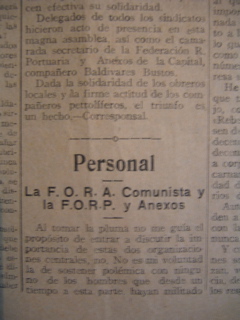 cen efectiva su solidaridad.
Delegados de todos los sindicatos
hicieron acto de presencia en esta
magna asamblea, así como el cama-
rada secretario de la Federación R.
Portuaria y Anexos de la Capital,
compañero Baldivares Bustos.
Dada la solidaridad de los obreros
locales y la firme actitud de los com-
pañeros petrolíferos, el triunfo es
un hecho.—Corresponsal.
Personal
La F. O. R. A. Comunista y
la F.O.R.P. y Anexos
Al tomar la pluma no me guía el
propósito de entrar a discutir la im-
portancia de estas dos organizacio-
nes centrales, no. No es mi volunta-
d la de sostener polémica con ningu-
no de los hombres que desde un
tiempo a esta parte, hayan militado